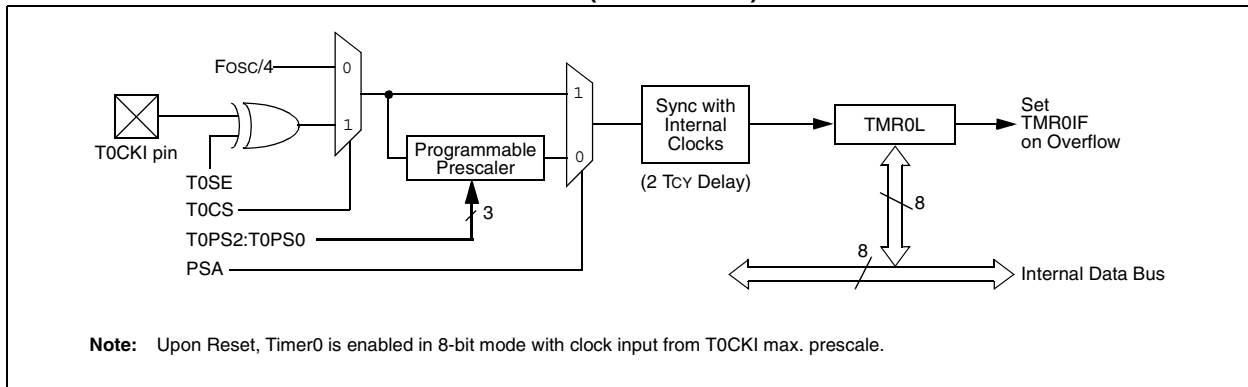 FOSC/4
0
1
T0CKI pin
T0SE
T0CS
T0PS2:T0PS0
PSA
Programmable
Prescaler
3
1
0
Sync with
Internal
Clocks
(2 TCY Delay)
TMR0L
Set
TMR0IF
on Overflow
8
8
Internal Data Bus
Note: Upon Reset, Timer0 is enabled in 8-bit mode with clock input from T0CKI max. prescale.